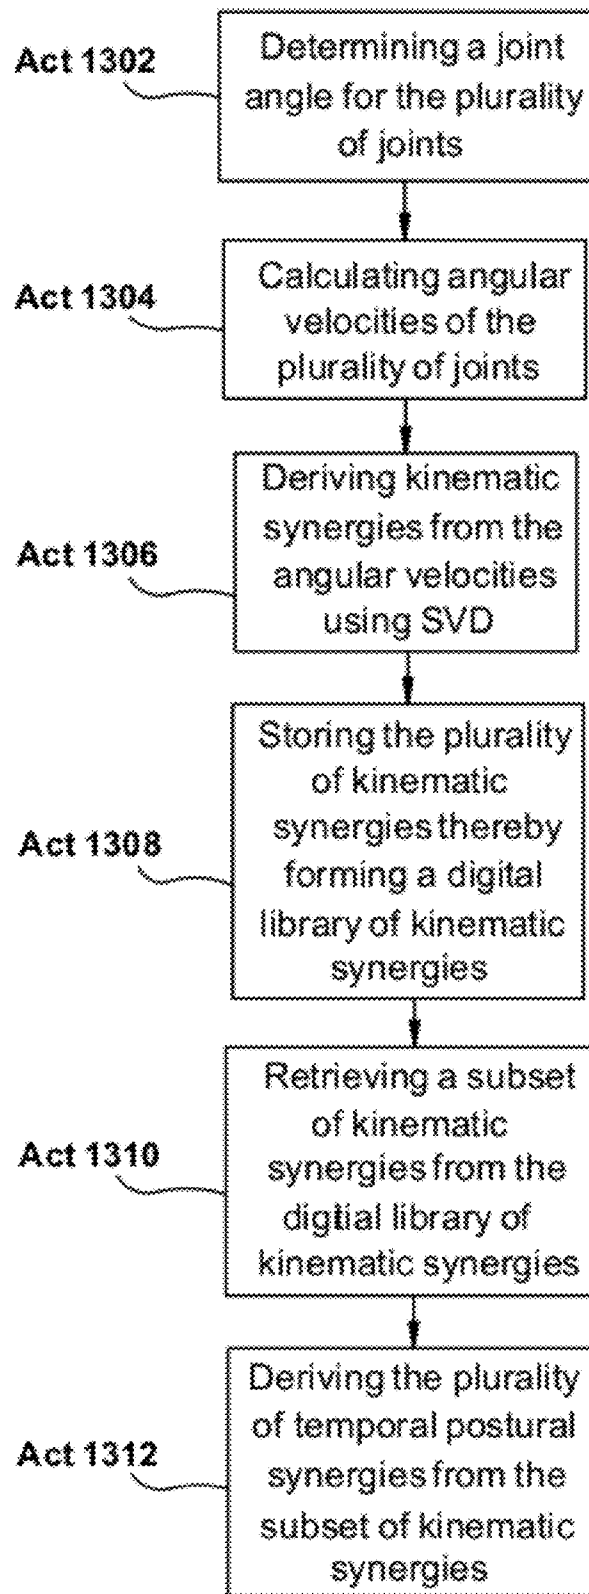 Act 1302
Determining a joint
angle for the plurality
of joints
Act 1304
Calculating angular
velocities of the
plurality of joints
Act 1306
Deriving kinematic
synergies from the
angular velocities
using SVD
Act 1308
Storing the plurality
of kinematic
synergies thereby
forming a digital
library of kinematic
synergies
Act 1310
Retrieving a subset
of kinematic
synergies from the
digtial library of
kinematic synergies
Act 1312
Deriving the plurality
of temporal postural
synergies from the
subset of kinematic
synergies